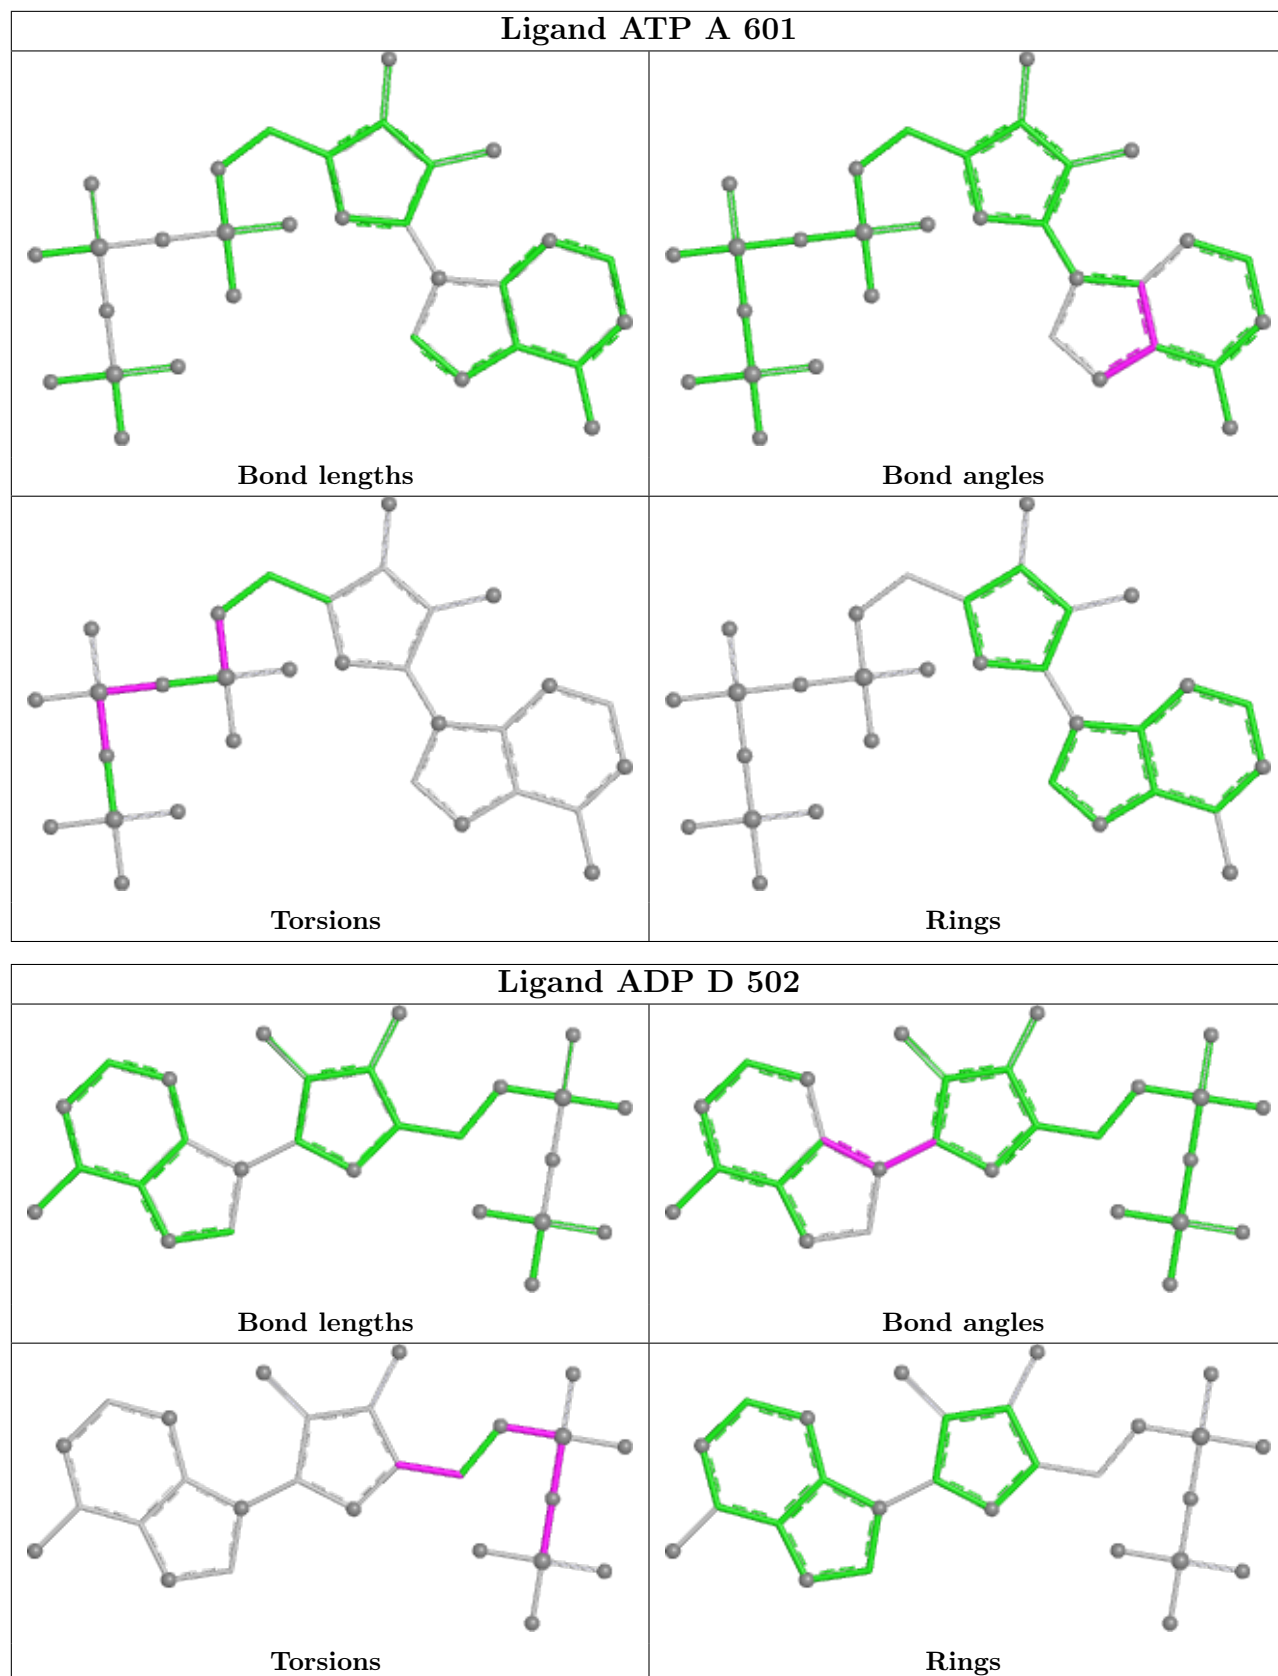 Ligand ATP A 601
Bond lengths
Bond angles
Torsions
Rings
Ligand ADP D 502
Bond lengths
Bond angles
Torsions
Rings